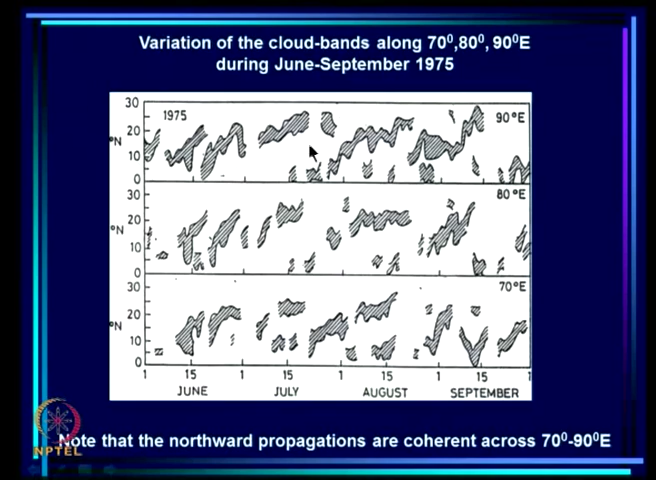 Variation of the cloud-bands along 70⁰,80⁰, 90⁰E
during June-September 1975
30
1975
90°E
20
°N
10
0
30
80°E
20
°N
10
0
30
70°E
20
°N
10
0
1 15 1 15 1 15 1 15 1
JUNE JULY AUGUST SEPTEMBER
Note that the northward propagations are coherent across 70⁰-90⁰E
NPTEL